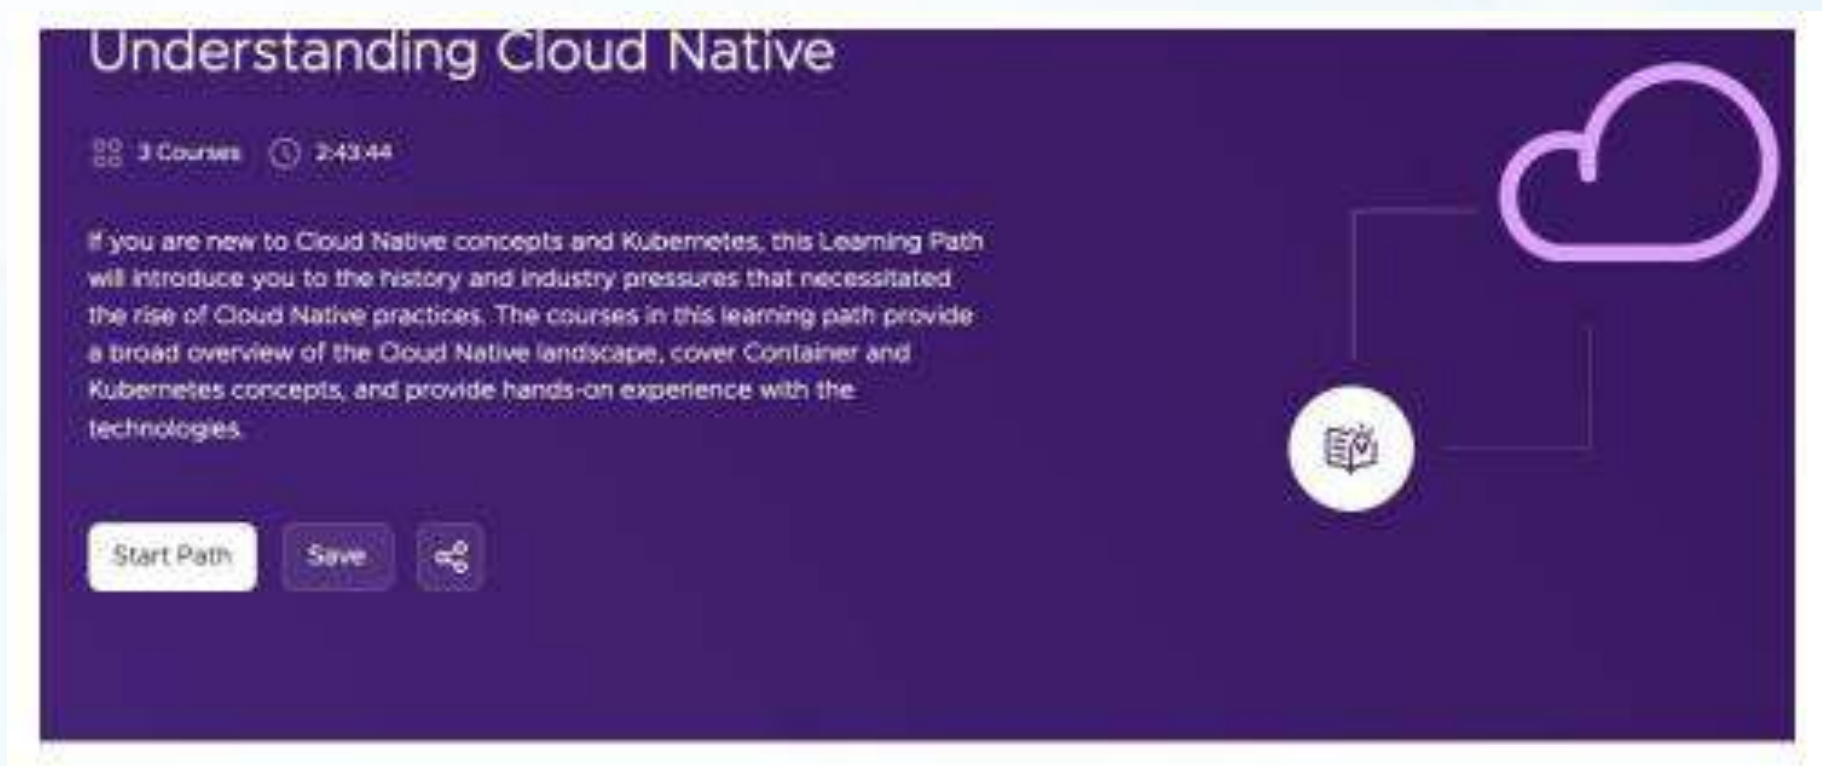 Understanding Cloud Native
3 Courses 2:43:44
If you are new to Cloud Native concepts and Kubernetes, this Learning Path
will introduce you to the history and industry pressures that necessitated
the rise of Cloud Native practices. The courses in this learning path provide
a broad overview of the Cloud Native landscape, cover Container and
Kubernetes concepts, and provide hands-on experience with the
technologies.
Start Path Save